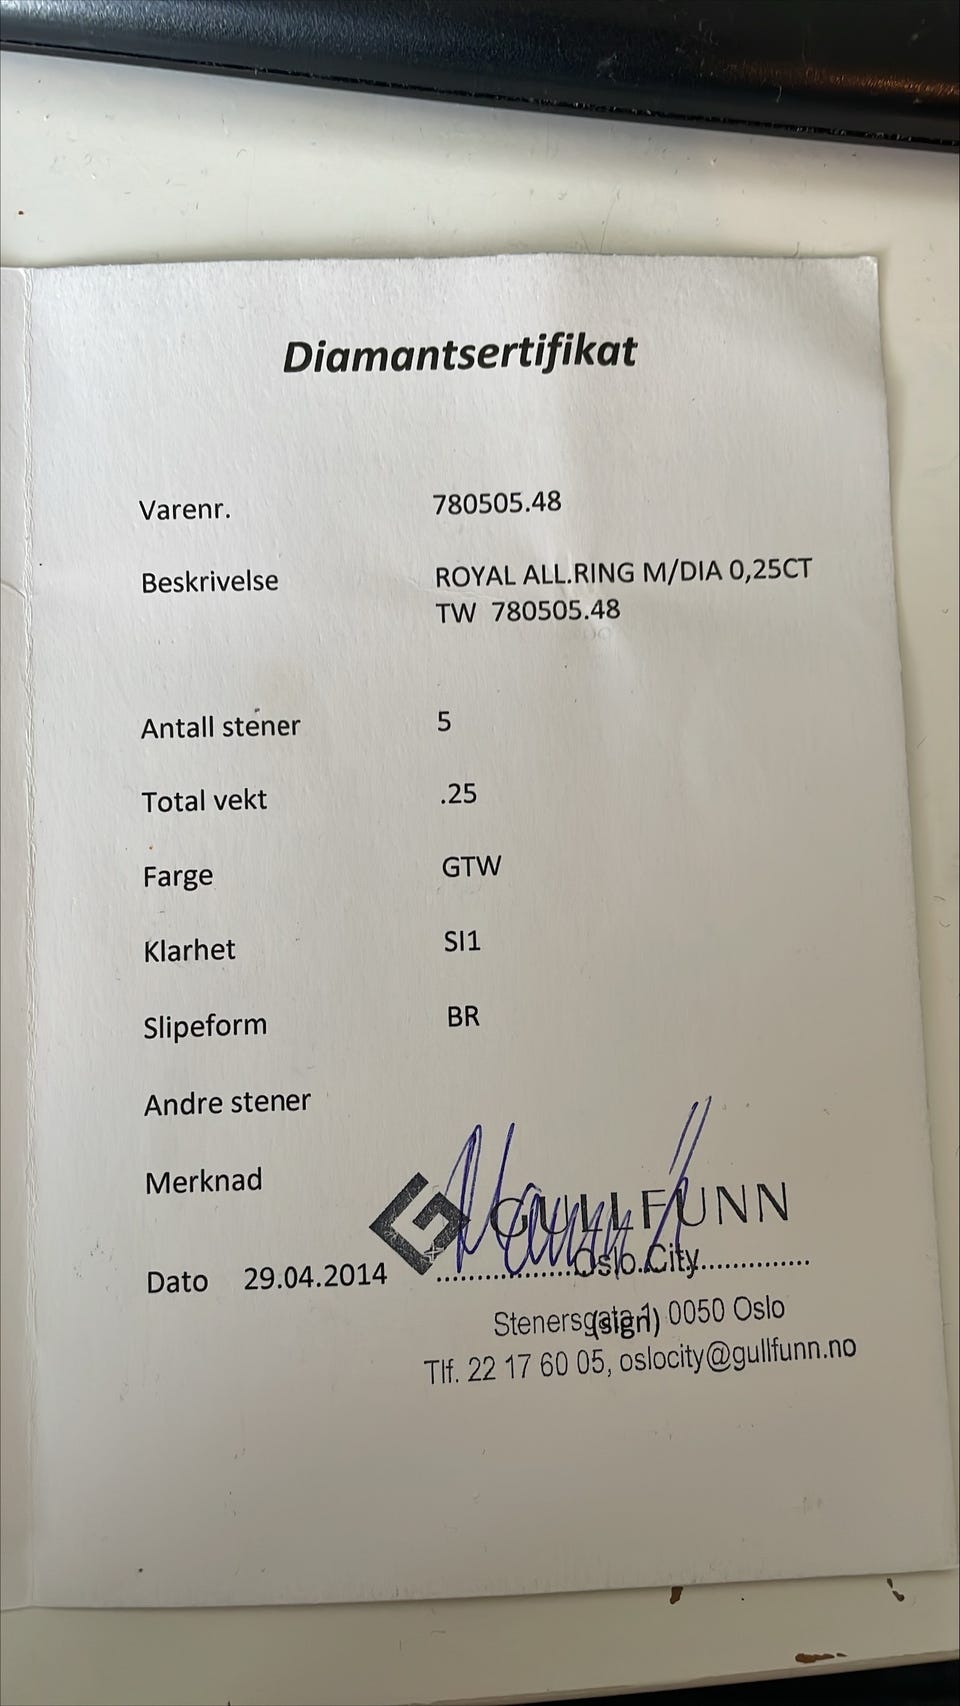 Diamantsertifikat
Varenr. 780505.48
Beskrivelse ROYAL ALL.RING M/DIA 0,25CT
TW 780505.48
Antall stener 5
Total vekt .25
Farge GTW
Klarhet SI1
Slipeform BR
Andre stener
Merknad
GULLFUNN
Dato 29.04.2014 Oslo City
Stenersgata 1, 0050 Oslo
(sign)
Tlf. 22 17 60 05, oslocity@gullfunn.no